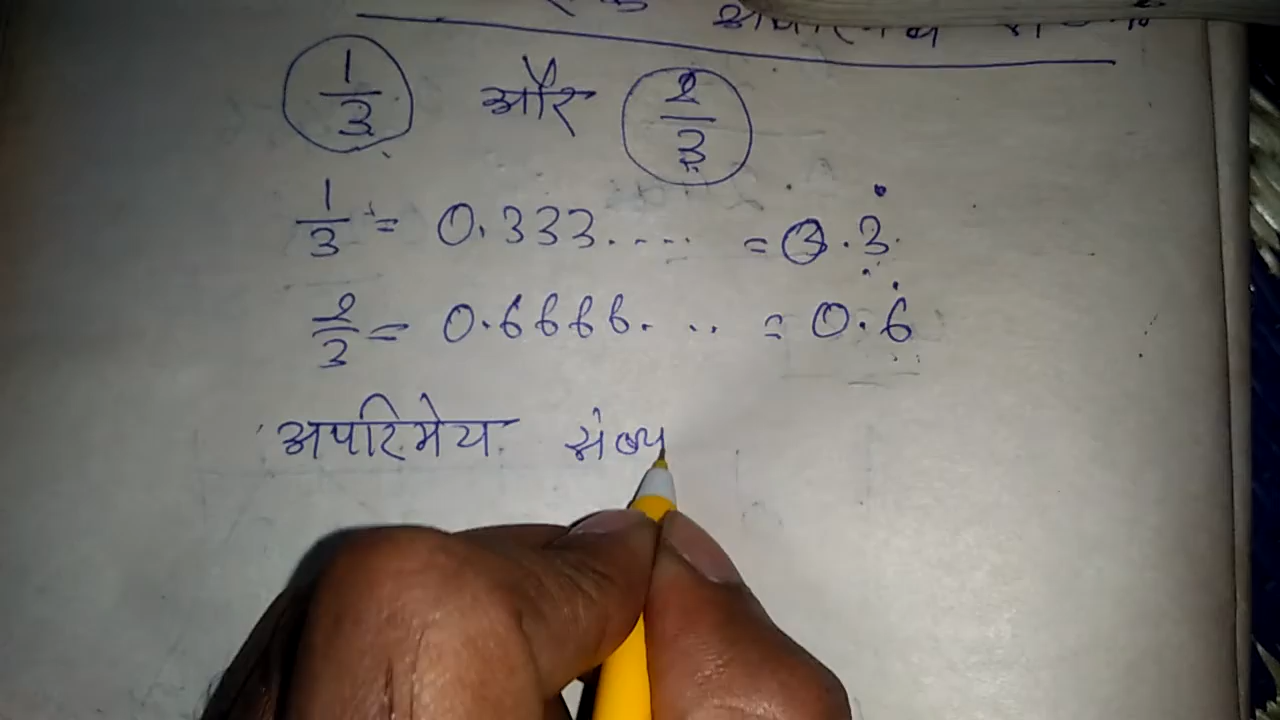 1/3 और 2/3
1/3 = 0.333.... = 0.3̇
2/3 = 0.6666... = 0.6̇
अपरिमेय संख्य